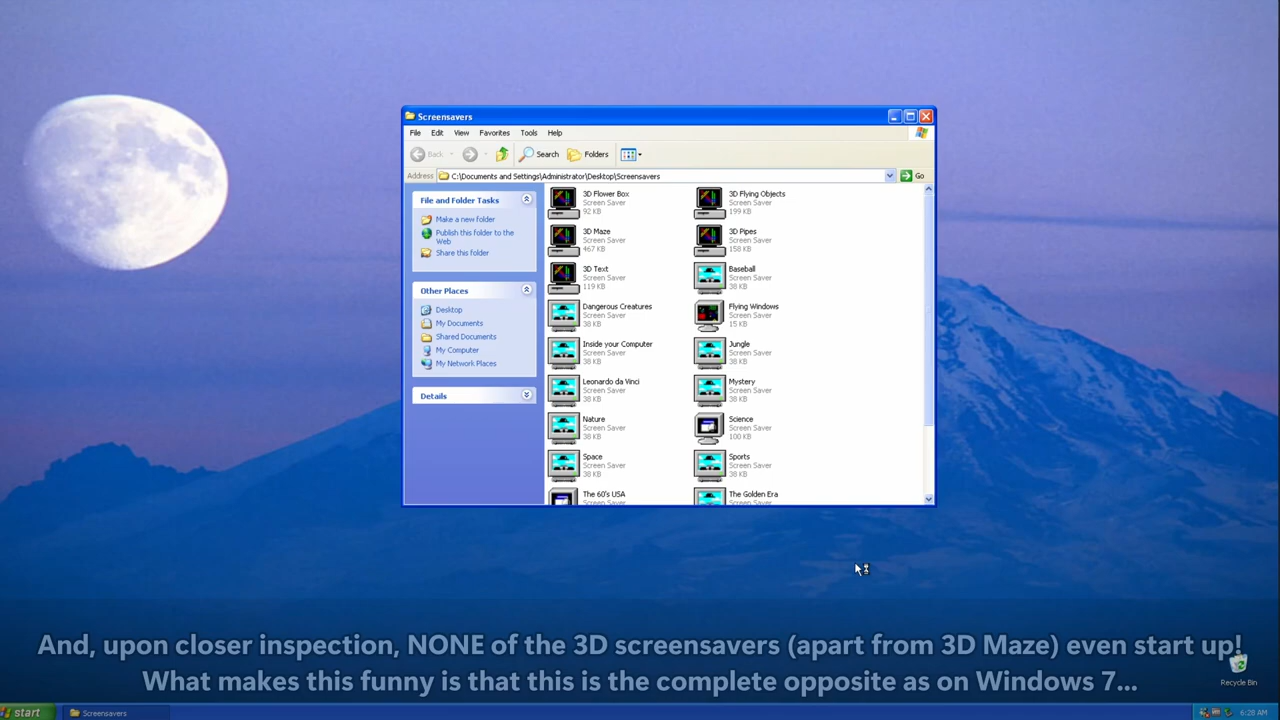 Screensavers
File Edit View Favorites Tools Help
Back Search Folders
Address C:\Documents and Settings\Administrator\Desktop\Screensavers Go
File and Folder Tasks
Make a new folder
Publish this folder to the
Web
Share this folder
Other Places
Desktop
My Documents
Shared Documents
My Computer
My Network Places
Details
3D Flower Box
Screen Saver
92 KB
3D Flying Objects
Screen Saver
199 KB
3D Maze
Screen Saver
467 KB
3D Pipes
Screen Saver
158 KB
3D Text
Screen Saver
119 KB
Baseball
Screen Saver
38 KB
Dangerous Creatures
Screen Saver
38 KB
Flying Windows
Screen Saver
15 KB
Inside your Computer
Screen Saver
38 KB
Jungle
Screen Saver
38 KB
Leonardo da Vinci
Screen Saver
38 KB
Mystery
Screen Saver
38 KB
Nature
Screen Saver
38 KB
Science
Screen Saver
100 KB
Space
Screen Saver
38 KB
Sports
Screen Saver
38 KB
The 60's USA
Screen Saver
The Golden Era
Screen Saver
And, upon closer inspection, NONE of the 3D screensavers (apart from 3D Maze) even start up!
What makes this funny is that this is the complete opposite as on Windows 7...
Recycle Bin
start Screensavers 6:28 AM